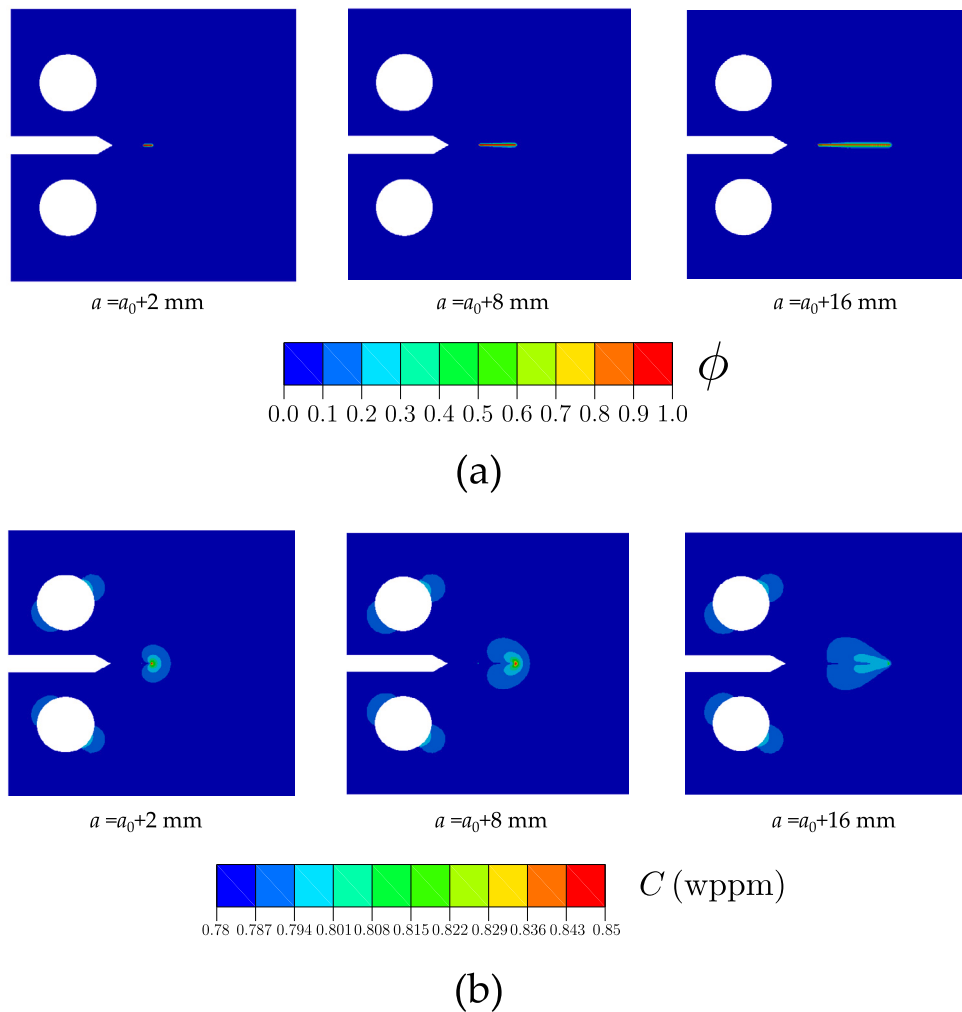 a =a₀+2 mm a =a₀+8 mm a =a₀+16 mm
ϕ
0.0 0.1 0.2 0.3 0.4 0.5 0.6 0.7 0.8 0.9 1.0
(a)
a =a₀+2 mm a =a₀+8 mm a =a₀+16 mm
C (wppm)
0.78 0.787 0.794 0.801 0.808 0.815 0.822 0.829 0.836 0.843 0.85
(b)